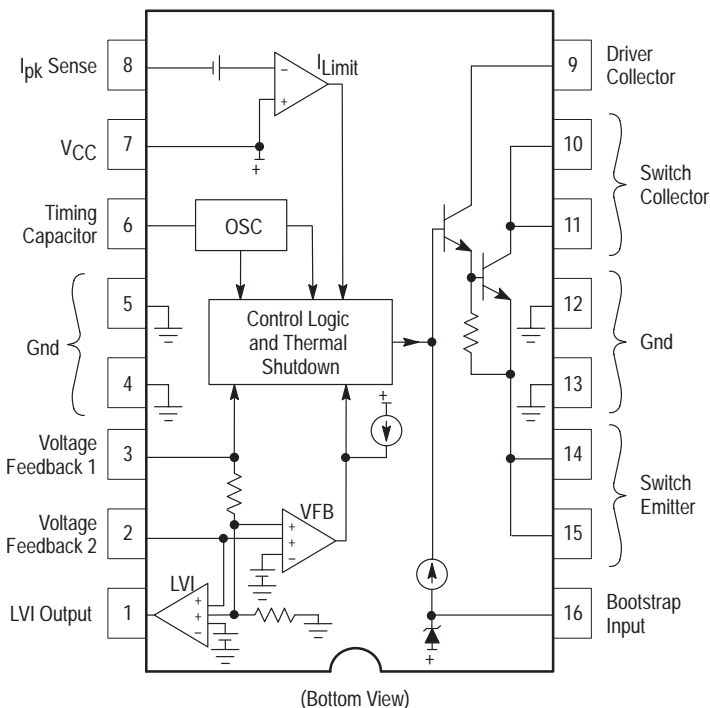 Ipk Sense
8
VCC
7
Timing
Capacitor
6
5
Gnd
4
Voltage
Feedback 1
3
Voltage
Feedback 2
2
LVI Output
1
−
+
ILimit
+
OSC
Control Logic
and Thermal
Shutdown
+
VFB
+
+
−
LVI
+
+
−
+
9
Driver
Collector
10
Switch
Collector
11
12
Gnd
13
14
Switch
Emitter
15
16
Bootstrap
Input
(Bottom View)